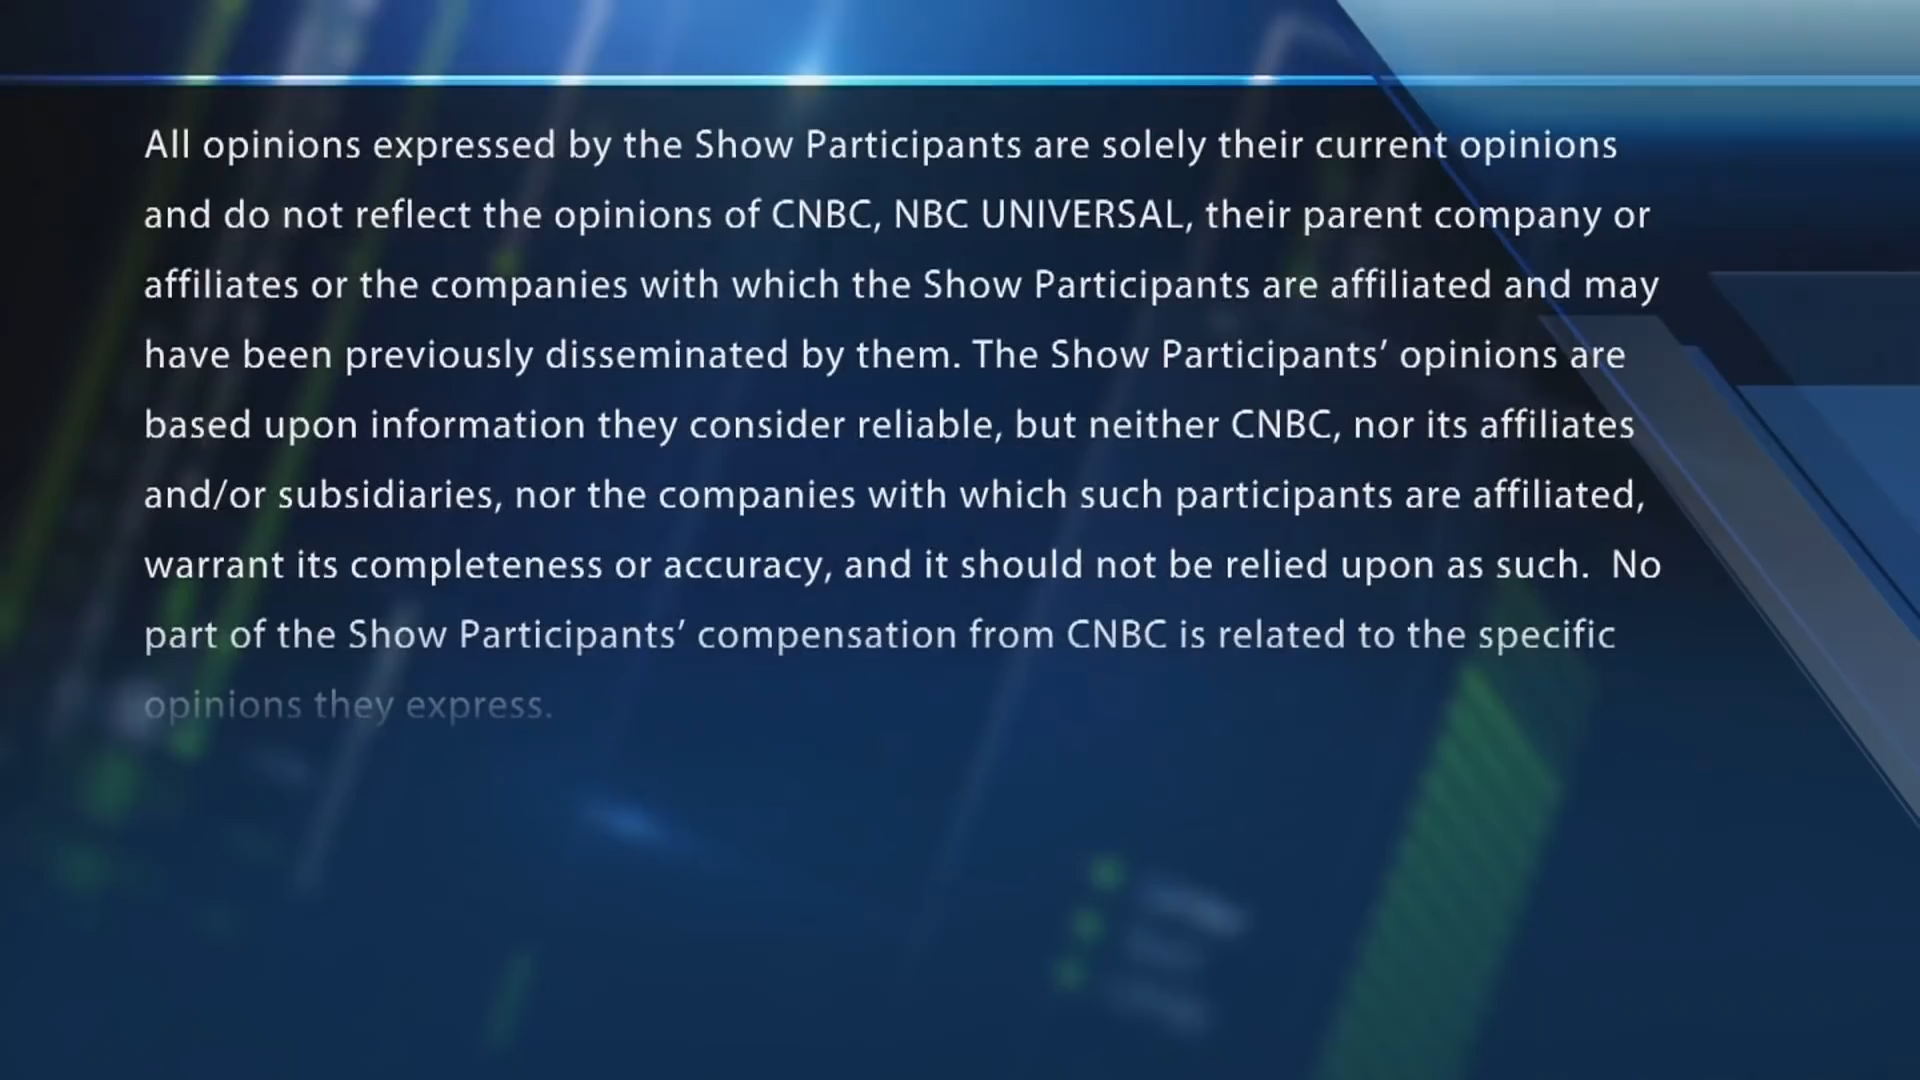 All opinions expressed by the Show Participants are solely their current opinions
and do not reflect the opinions of CNBC, NBC UNIVERSAL, their parent company or
affiliates or the companies with which the Show Participants are affiliated and may
have been previously disseminated by them. The Show Participants’ opinions are
based upon information they consider reliable, but neither CNBC, nor its affiliates
and/or subsidiaries, nor the companies with which such participants are affiliated,
warrant its completeness or accuracy, and it should not be relied upon as such.  No
part of the Show Participants’ compensation from CNBC is related to the specific
opinions they express.